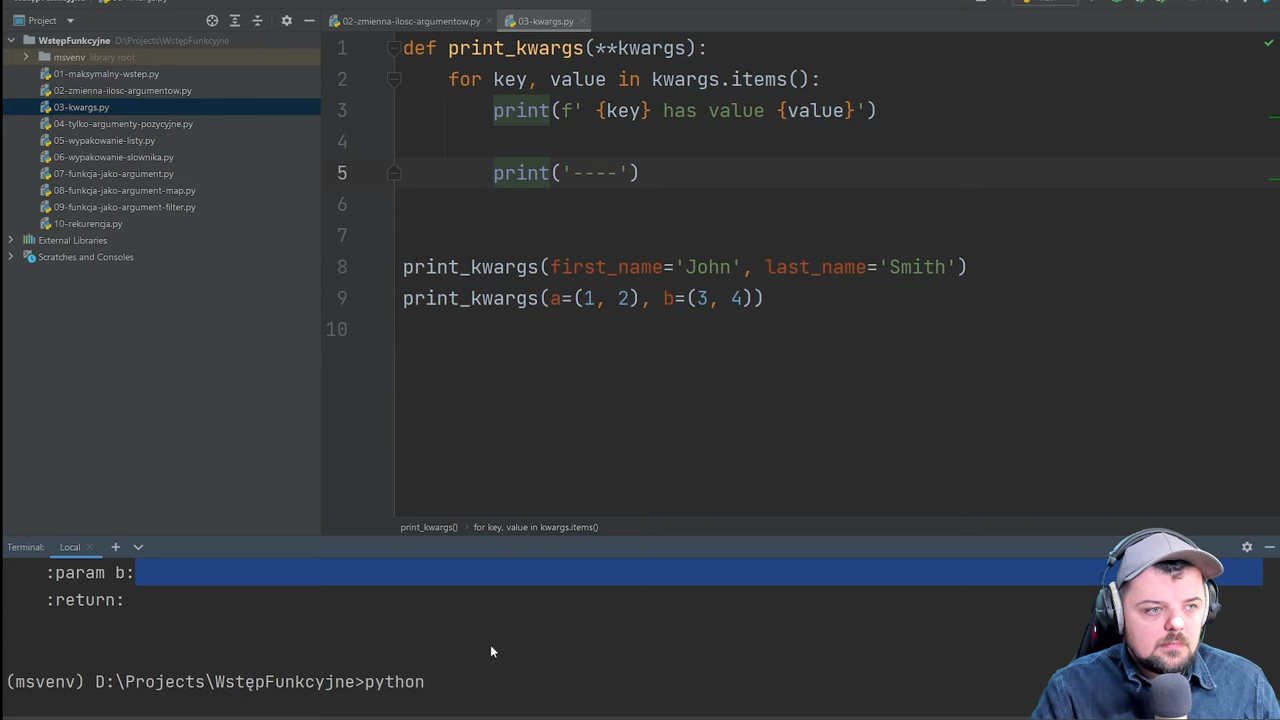 Project
02-zmienna-ilosc-argumentow.py
03-kwargs.py
WstępFunkcyjne D:\Projects\WstępFunkcyjne
msvenv library root
01-maksymalny-wstep.py
02-zmienna-ilosc-argumentow.py
03-kwargs.py
04-tylko-argumenty-pozycyjne.py
05-wypakowanie-listy.py
06-wypakowanie-slownika.py
07-funkcja-jako-argument.py
08-funkcja-jako-argument-map.py
09-funkcja-jako-argument-filter.py
10-rekurencja.py
External Libraries
Scratches and Consoles
1 def print_kwargs(**kwargs):
2 for key, value in kwargs.items():
3 print(f' {key} has value {value}')
4
5 print('----')
6
7
8 print_kwargs(first_name='John', last_name='Smith')
9 print_kwargs(a=(1, 2), b=(3, 4))
10
print_kwargs() for key, value in kwargs.items()
Terminal: Local
:param b:
:return:
(msvenv) D:\Projects\WstępFunkcyjne>python